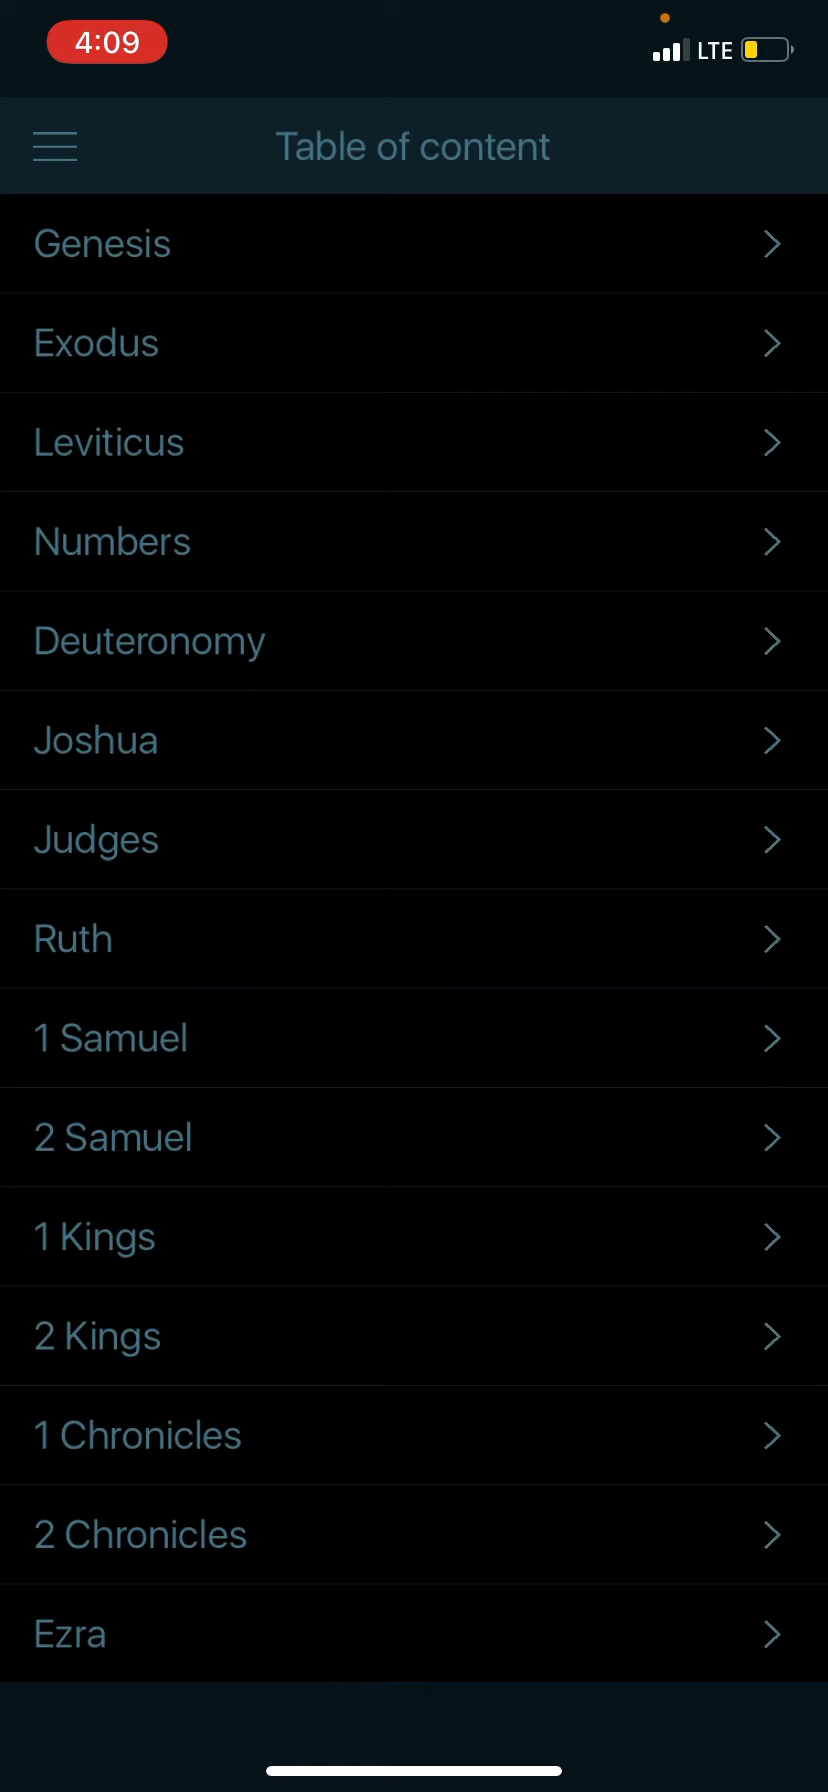 4:09
LTE
Table of content
Genesis
Exodus
Leviticus
Numbers
Deuteronomy
Joshua
Judges
Ruth
1 Samuel
2 Samuel
1 Kings
2 Kings
1 Chronicles
2 Chronicles
Ezra